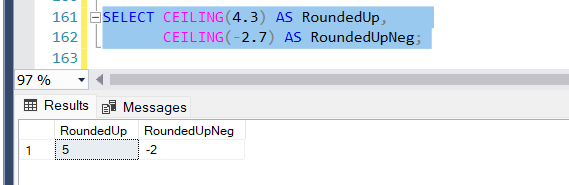 161 SELECT CEILING(4.3) AS RoundedUp,
162 CEILING(-2.7) AS RoundedUpNeg;
163
97 %
Results Messages
RoundedUp RoundedUpNeg
1 5 -2